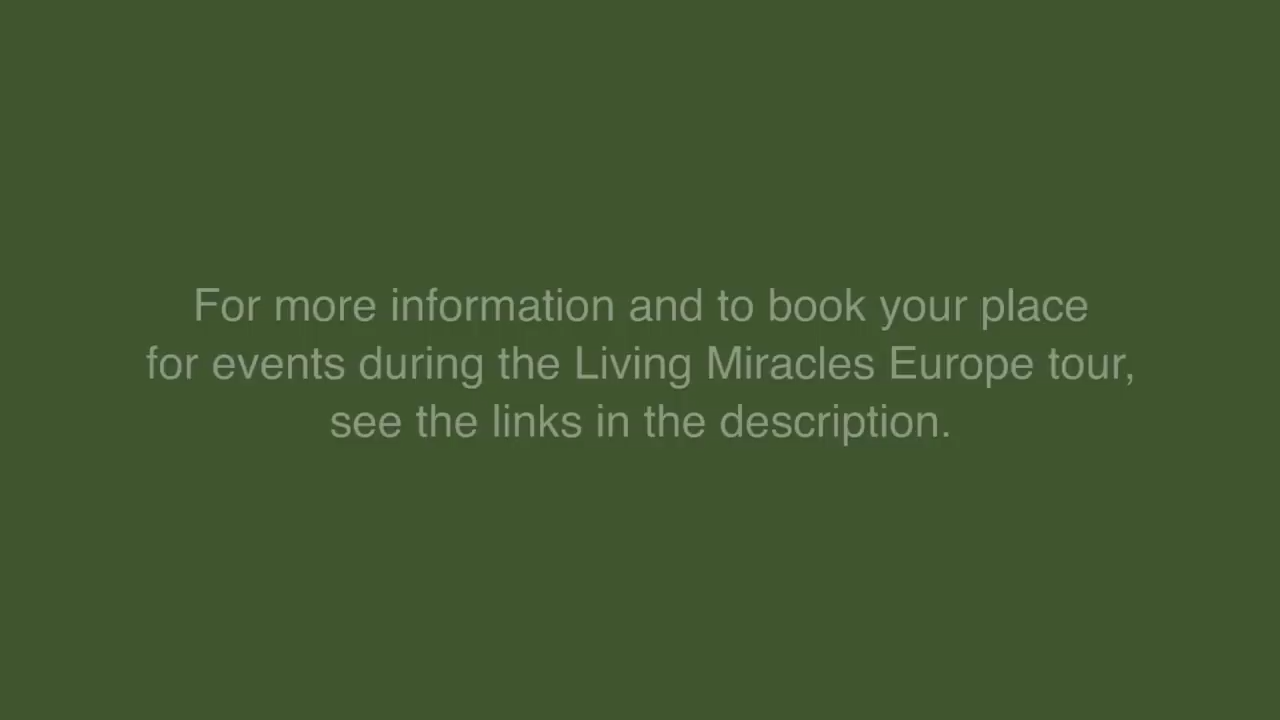 For more information and to book your place
for events during the Living Miracles Europe tour,
see the links in the description.